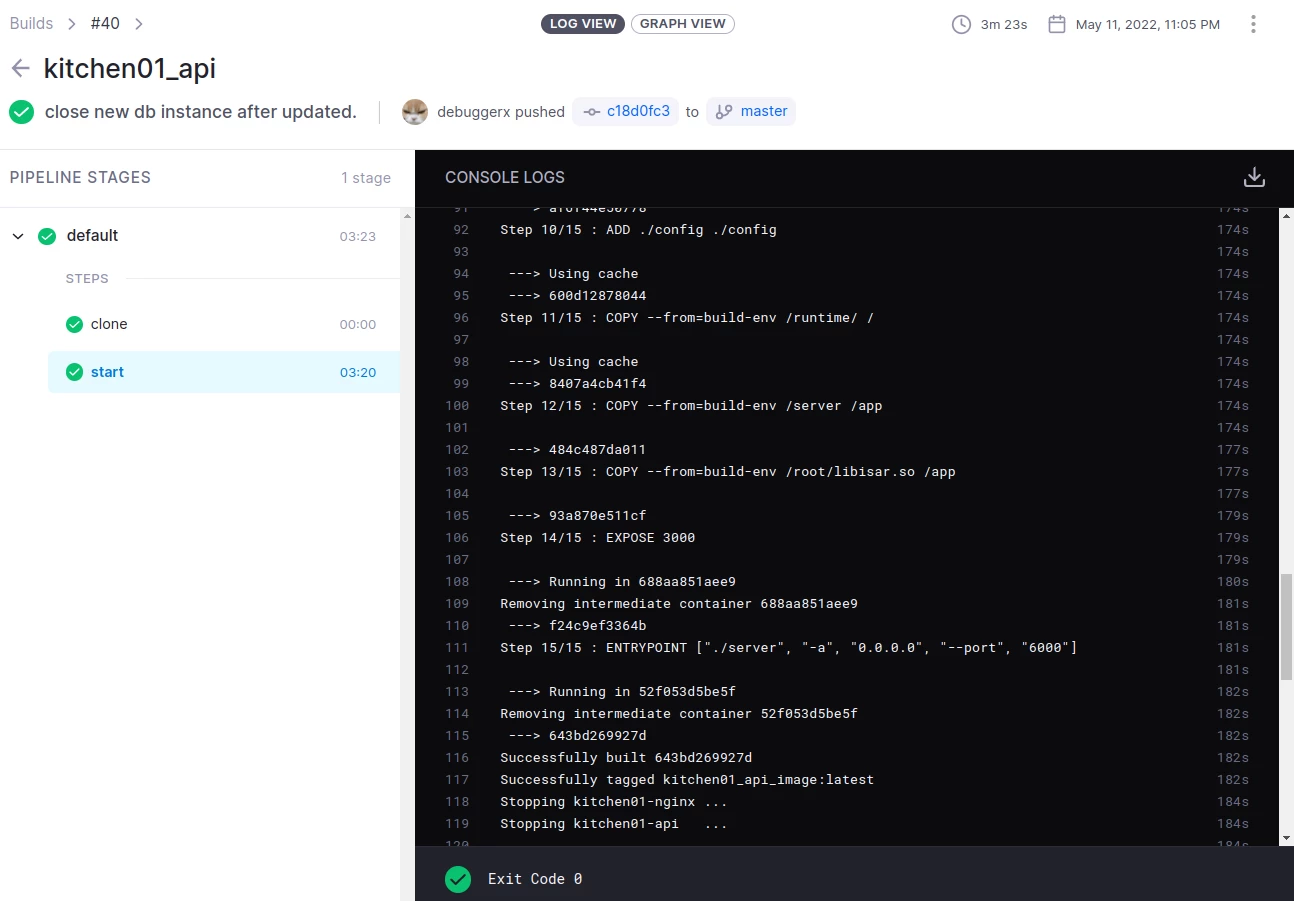 Builds > #40 >
LOG VIEW GRAPH VIEW
3m 23s May 11, 2022, 11:05 PM
kitchen01_api
close new db instance after updated.
debuggerx pushed c18d0fc3 to master
PIPELINE STAGES 1 stage
default 03:23
STEPS
clone 00:00
start 03:20
CONSOLE LOGS
92 Step 10/15 : ADD ./config ./config 174s
93 174s
94 ---> Using cache 174s
95 ---> 600d12878044 174s
96 Step 11/15 : COPY --from=build-env /runtime/ / 174s
97 174s
98 ---> Using cache 174s
99 ---> 8407a4cb41f4 174s
100 Step 12/15 : COPY --from=build-env /server /app 174s
101 174s
102 ---> 484c487da011 177s
103 Step 13/15 : COPY --from=build-env /root/libisar.so /app 177s
104 177s
105 ---> 93a870e511cf 179s
106 Step 14/15 : EXPOSE 3000 179s
107 179s
108 ---> Running in 688aa851aee9 180s
109 Removing intermediate container 688aa851aee9 181s
110 ---> f24c9ef3364b 181s
111 Step 15/15 : ENTRYPOINT ["./server", "-a", "0.0.0.0", "--port", "6000"] 181s
112 181s
113 ---> Running in 52f053d5be5f 182s
114 Removing intermediate container 52f053d5be5f 182s
115 ---> 643bd269927d 182s
116 Successfully built 643bd269927d 182s
117 Successfully tagged kitchen01_api_image:latest 182s
118 Stopping kitchen01-nginx ... 184s
119 Stopping kitchen01-api ... 184s
120 184s
Exit Code 0